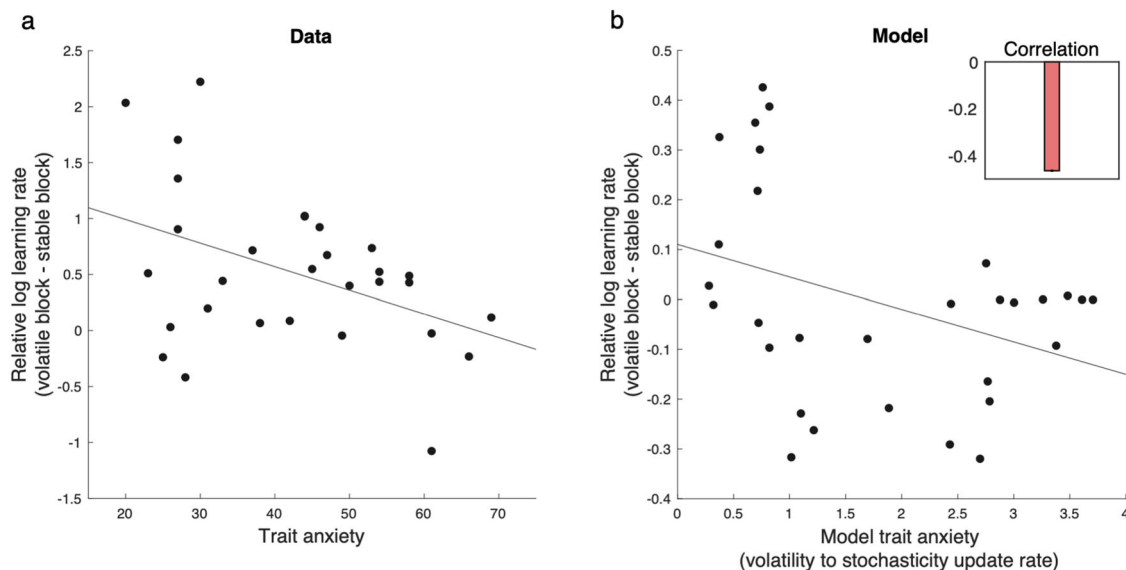 a
Data
Relative log learning rate
(volatile block - stable block)
2.5
2
1.5
1
0.5
0
-0.5
-1
-1.5
20 30 40 50 60 70
Trait anxiety
b
Model
Relative log learning rate
(volatile block - stable block)
0.5
0.4
0.3
0.2
0.1
0
-0.1
-0.2
-0.3
-0.4
0 0.5 1 1.5 2 2.5 3 3.5 4
Model trait anxiety
(volatility to stochasticity update rate)
Correlation
0
-0.2
-0.4